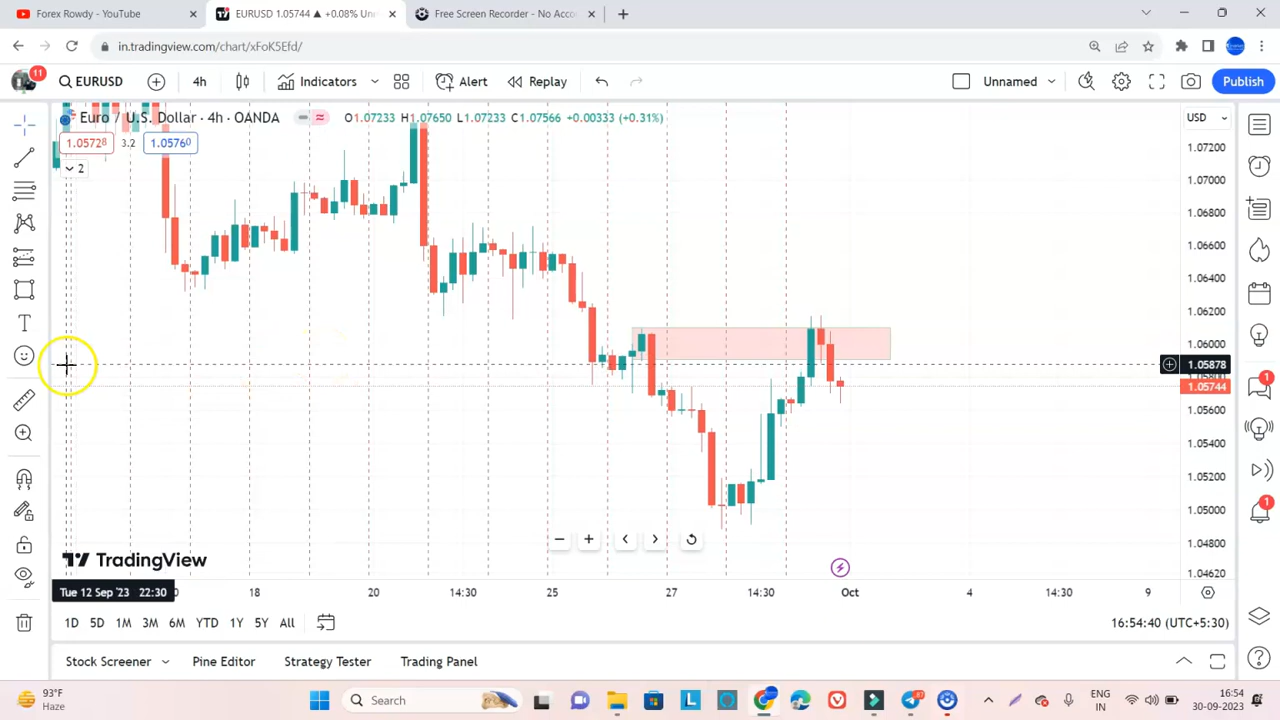 Forex Rowdy - YouTube
EURUSD 1.05744 ▲ +0.08% Unn
Free Screen Recorder - No Acco
in.tradingview.com/chart/xFoK5Efd/
11
EURUSD
4h
Indicators
Alert
Replay
Unnamed
Publish
Euro / U.S. Dollar · 4h · OANDA
O1.07233 H1.07650 L1.07233 C1.07566 +0.00333 (+0.31%)
USD
1.05728
3.2
1.05760
2
1.07200
1.07000
1.06800
1.06600
1.06400
1.06200
1.06000
1.05878
1.05744
1.05600
1.05400
1.05200
1.05000
1.04800
1.04620
1
1
TradingView
Tue 12 Sep '23 22:30
18
20
14:30
25
27
14:30
Oct
4
14:30
9
1D
5D
1M
3M
6M
YTD
1Y
5Y
All
16:54:40 (UTC+5:30)
Stock Screener
Pine Editor
Strategy Tester
Trading Panel
93°F
Haze
Search
ENG
IN
16:54
30-09-2023